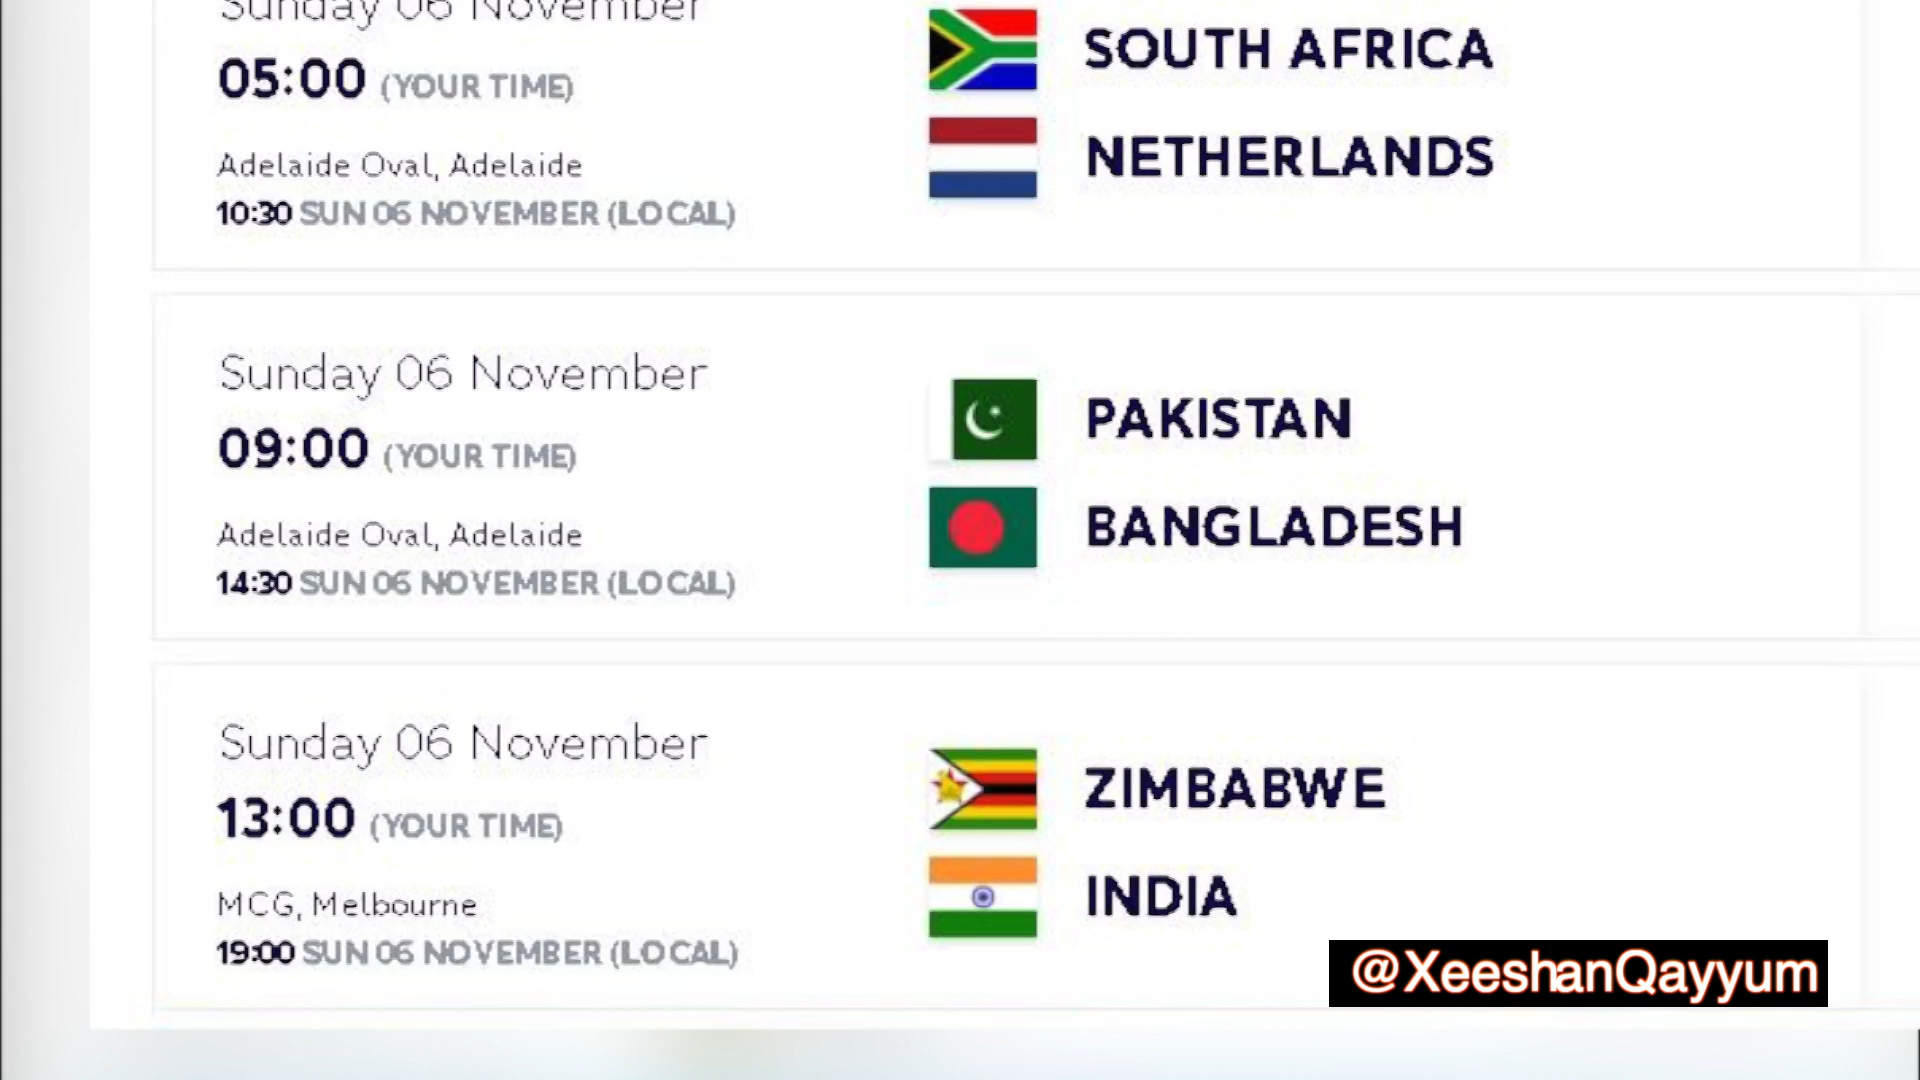 Sunday 06 November
05:00 (YOUR TIME)
Adelaide Oval, Adelaide
10:30 SUN 06 NOVEMBER (LOCAL)
SOUTH AFRICA
NETHERLANDS
Sunday 06 November
09:00 (YOUR TIME)
Adelaide Oval, Adelaide
14:30 SUN 06 NOVEMBER (LOCAL)
PAKISTAN
BANGLADESH
Sunday 06 November
13:00 (YOUR TIME)
MCG, Melbourne
19:00 SUN 06 NOVEMBER (LOCAL)
ZIMBABWE
INDIA
@XeeshanQayyum